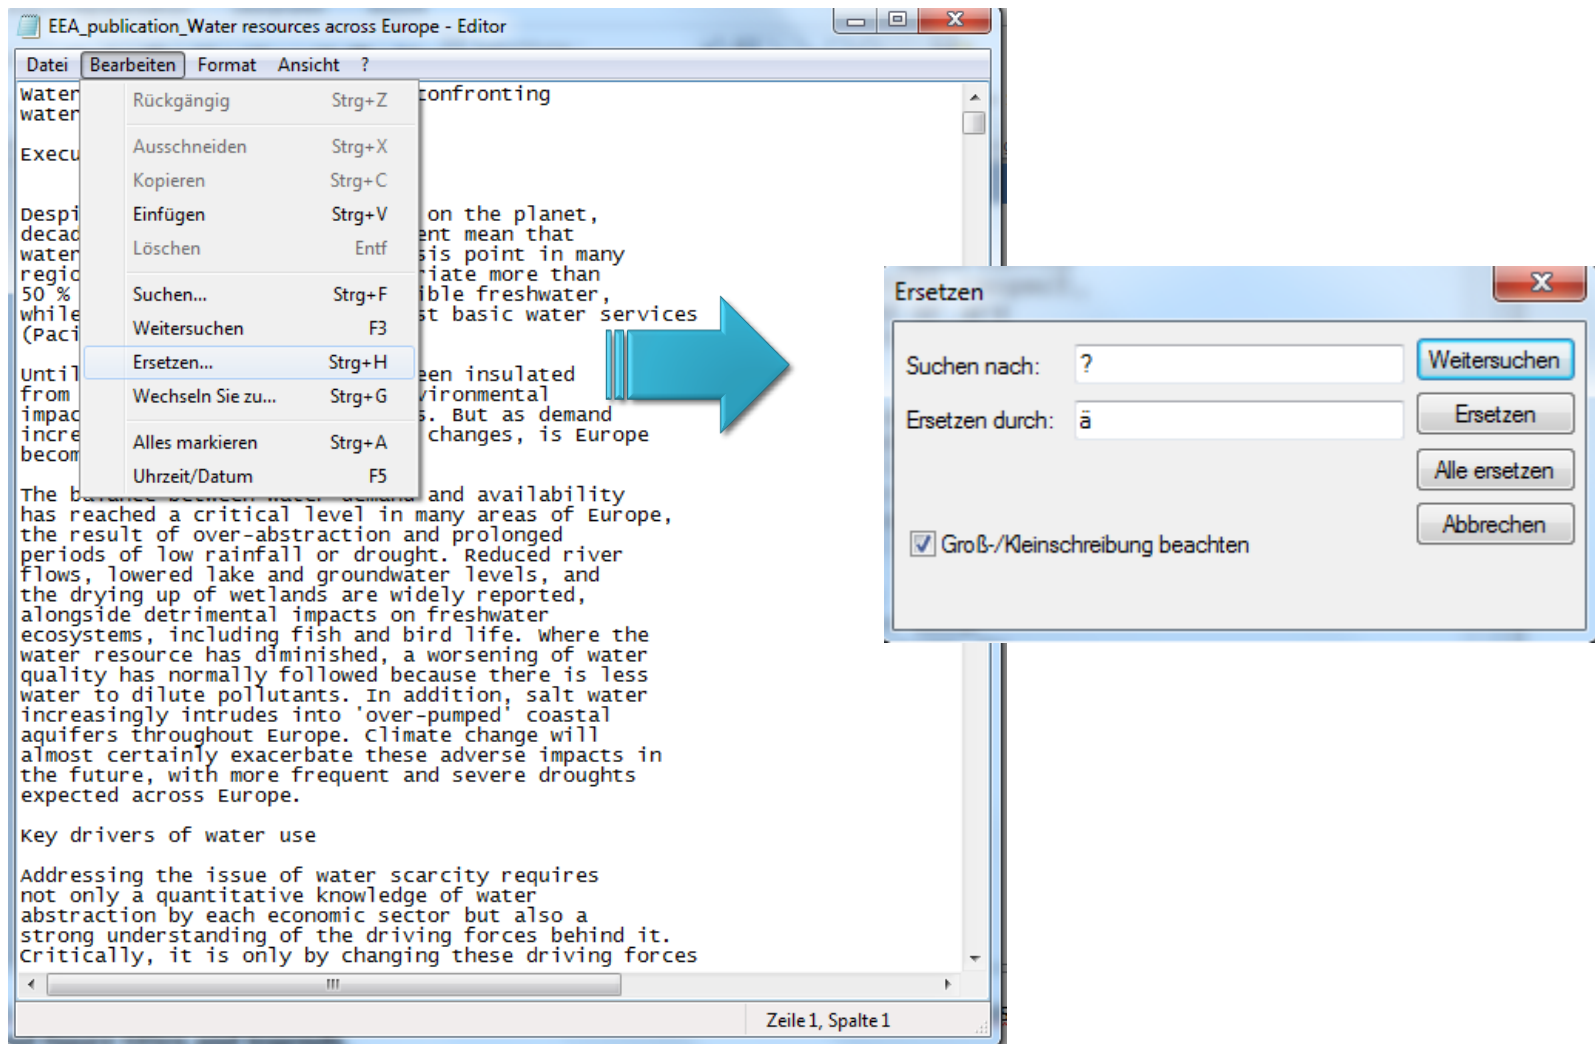 EEA_publication_Water resources across Europe - Editor
Datei Bearbeiten Format Ansicht ?
Rückgängig Strg+Z
Ausschneiden Strg+X
Kopieren Strg+C
Einfügen Strg+V
Löschen Entf
Suchen... Strg+F
Weitersuchen F3
Ersetzen... Strg+H
Wechseln Sie zu... Strg+G
Alles markieren Strg+A
Uhrzeit/Datum F5
Water confronting
water
Execu
Despi on the planet,
decad ent mean that
water sis point in many
regio riate more than
50 % ible freshwater,
while st basic water services
(Paci
Until een insulated
from vironmental
impac s. But as demand
incre changes, is Europe
becom
The balance between water demand and availability
has reached a critical level in many areas of Europe,
the result of over-abstraction and prolonged
periods of low rainfall or drought. Reduced river
flows, lowered lake and groundwater levels, and
the drying up of wetlands are widely reported,
alongside detrimental impacts on freshwater
ecosystems, including fish and bird life. Where the
water resource has diminished, a worsening of water
quality has normally followed because there is less
water to dilute pollutants. In addition, salt water
increasingly intrudes into 'over-pumped' coastal
aquifers throughout Europe. Climate change will
almost certainly exacerbate these adverse impacts in
the future, with more frequent and severe droughts
expected across Europe.
Key drivers of water use
Addressing the issue of water scarcity requires
not only a quantitative knowledge of water
abstraction by each economic sector but also a
strong understanding of the driving forces behind it.
Critically, it is only by changing these driving forces
Zeile 1, Spalte 1
Ersetzen
Suchen nach: ? Weitersuchen
Ersetzen durch: ä Ersetzen
Alle ersetzen
Abbrechen
Groß-/Kleinschreibung beachten